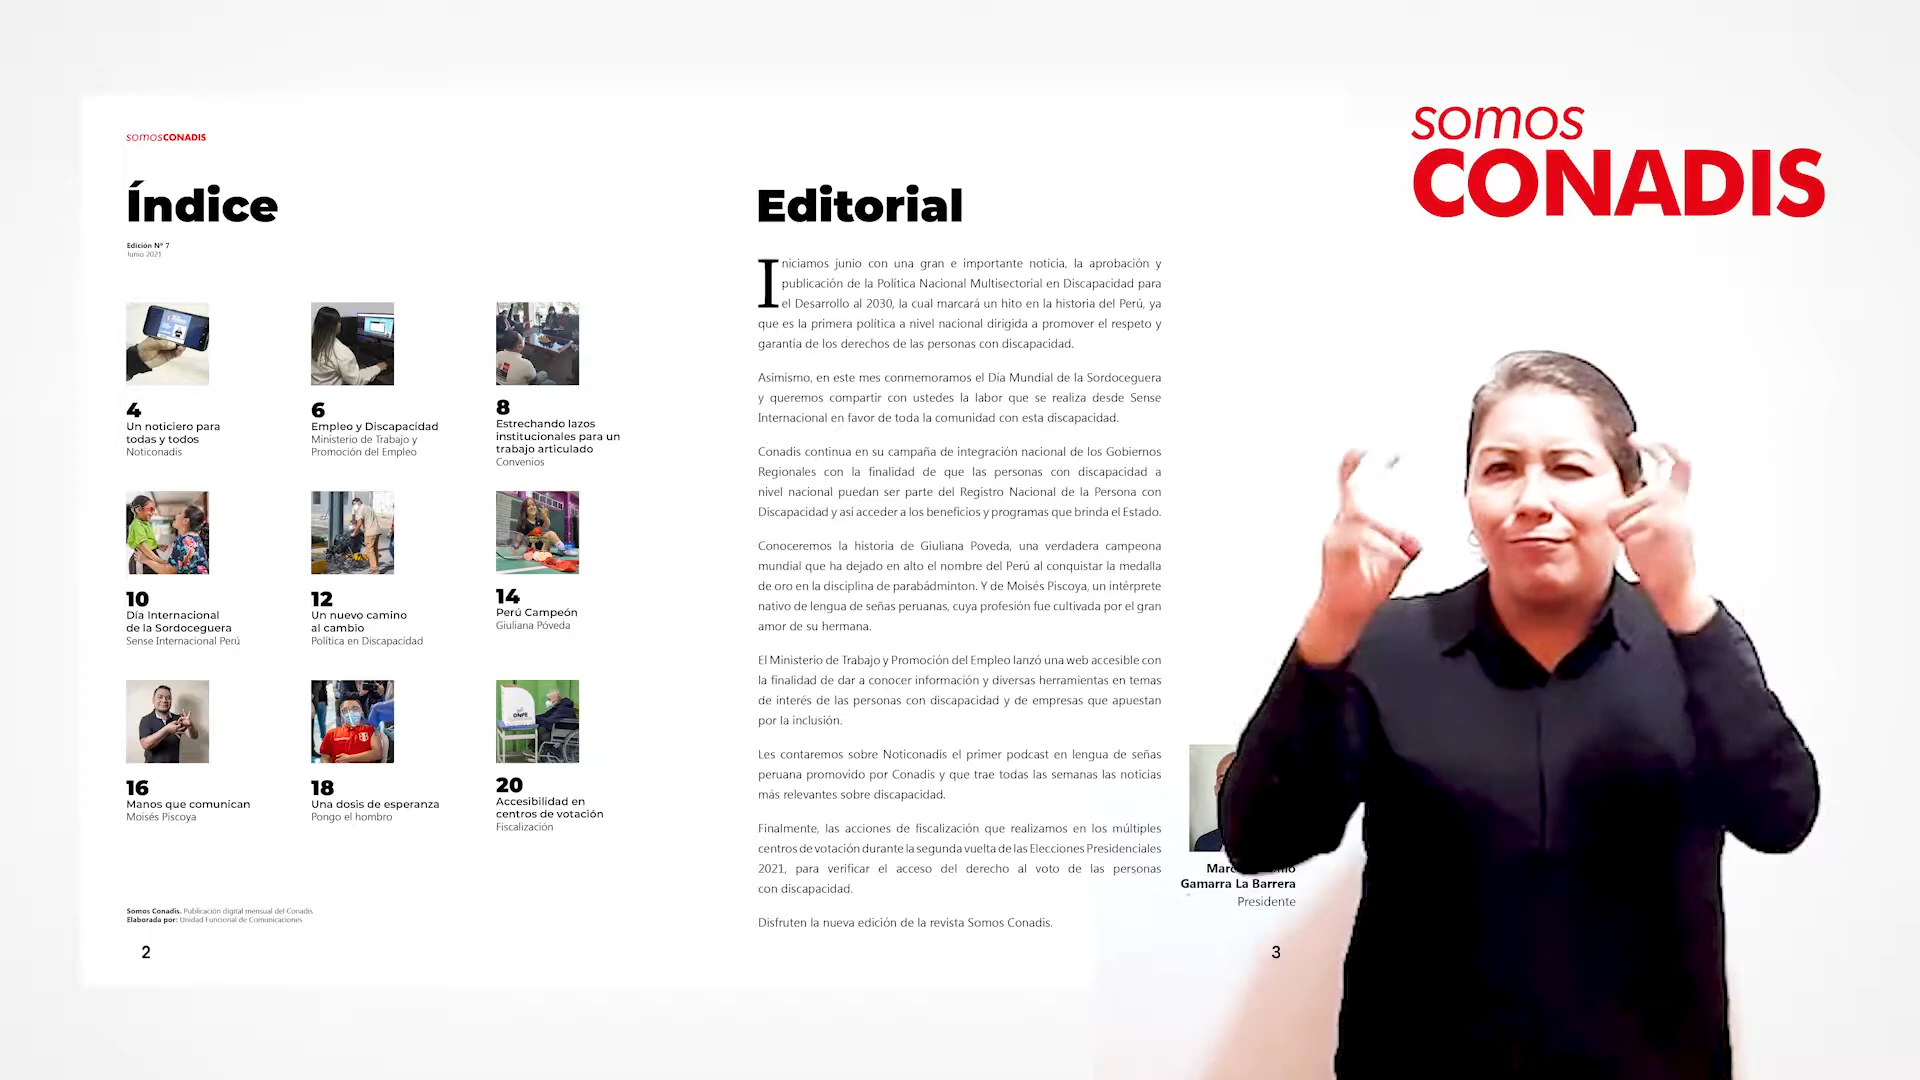 somosCONADIS
Índice
Edición Nº 7
Junio 2021
4
Un noticiero para
todas y todos
Noticonadis
6
Empleo y Discapacidad
Ministerio de Trabajo y
Promoción del Empleo
8
Estrechando lazos
institucionales para un
trabajo articulado
Convenios
10
Día Internacional
de la Sordoceguera
Sense Internacional Perú
12
Un nuevo camino
al cambio
Política en Discapacidad
14
Perú Campeón
Giuliana Póveda
16
Manos que comunican
Moisés Piscoya
18
Una dosis de esperanza
Pongo el hombro
ONPE
20
Accesibilidad en
centros de votación
Fiscalización
Somos Conadis. Publicación digital mensual del Conadis
Elaborada por: Unidad Funcional de Comunicaciones
2
Editorial
Iniciamos junio con una gran e importante noticia, la aprobación y
publicación de la Política Nacional Multisectorial en Discapacidad para
el Desarrollo al 2030, la cual marcará un hito en la historia del Perú, ya
que es la primera política a nivel nacional dirigida a promover el respeto y
garantía de los derechos de las personas con discapacidad.
Asimismo, en este mes conmemoramos el Día Mundial de la Sordoceguera
y queremos compartir con ustedes la labor que se realiza desde Sense
Internacional en favor de toda la comunidad con esta discapacidad.
Conadis continua en su campaña de integración nacional de los Gobiernos
Regionales con la finalidad de que las personas con discapacidad a
nivel nacional puedan ser parte del Registro Nacional de la Persona con
Discapacidad y así acceder a los beneficios y programas que brinda el Estado.
Conoceremos la historia de Giuliana Poveda, una verdadera campeona
mundial que ha dejado en alto el nombre del Perú al conquistar la medalla
de oro en la disciplina de parabádminton. Y de Moisés Piscoya, un intérprete
nativo de lengua de señas peruanas, cuya profesión fue cultivada por el gran
amor de su hermana.
El Ministerio de Trabajo y Promoción del Empleo lanzó una web accesible con
la finalidad de dar a conocer información y diversas herramientas en temas
de interés de las personas con discapacidad y de empresas que apuestan
por la inclusión.
Les contaremos sobre Noticonadis el primer podcast en lengua de señas
peruana promovido por Conadis y que trae todas las semanas las noticias
más relevantes sobre discapacidad.
Finalmente, las acciones de fiscalización que realizamos en los múltiples
centros de votación durante la segunda vuelta de las Elecciones Presidenciales
2021, para verificar el acceso del derecho al voto de las personas
con discapacidad.
Disfruten la nueva edición de la revista Somos Conadis.
Gamarra La Barrera
Presidente
3
somos
CONADIS